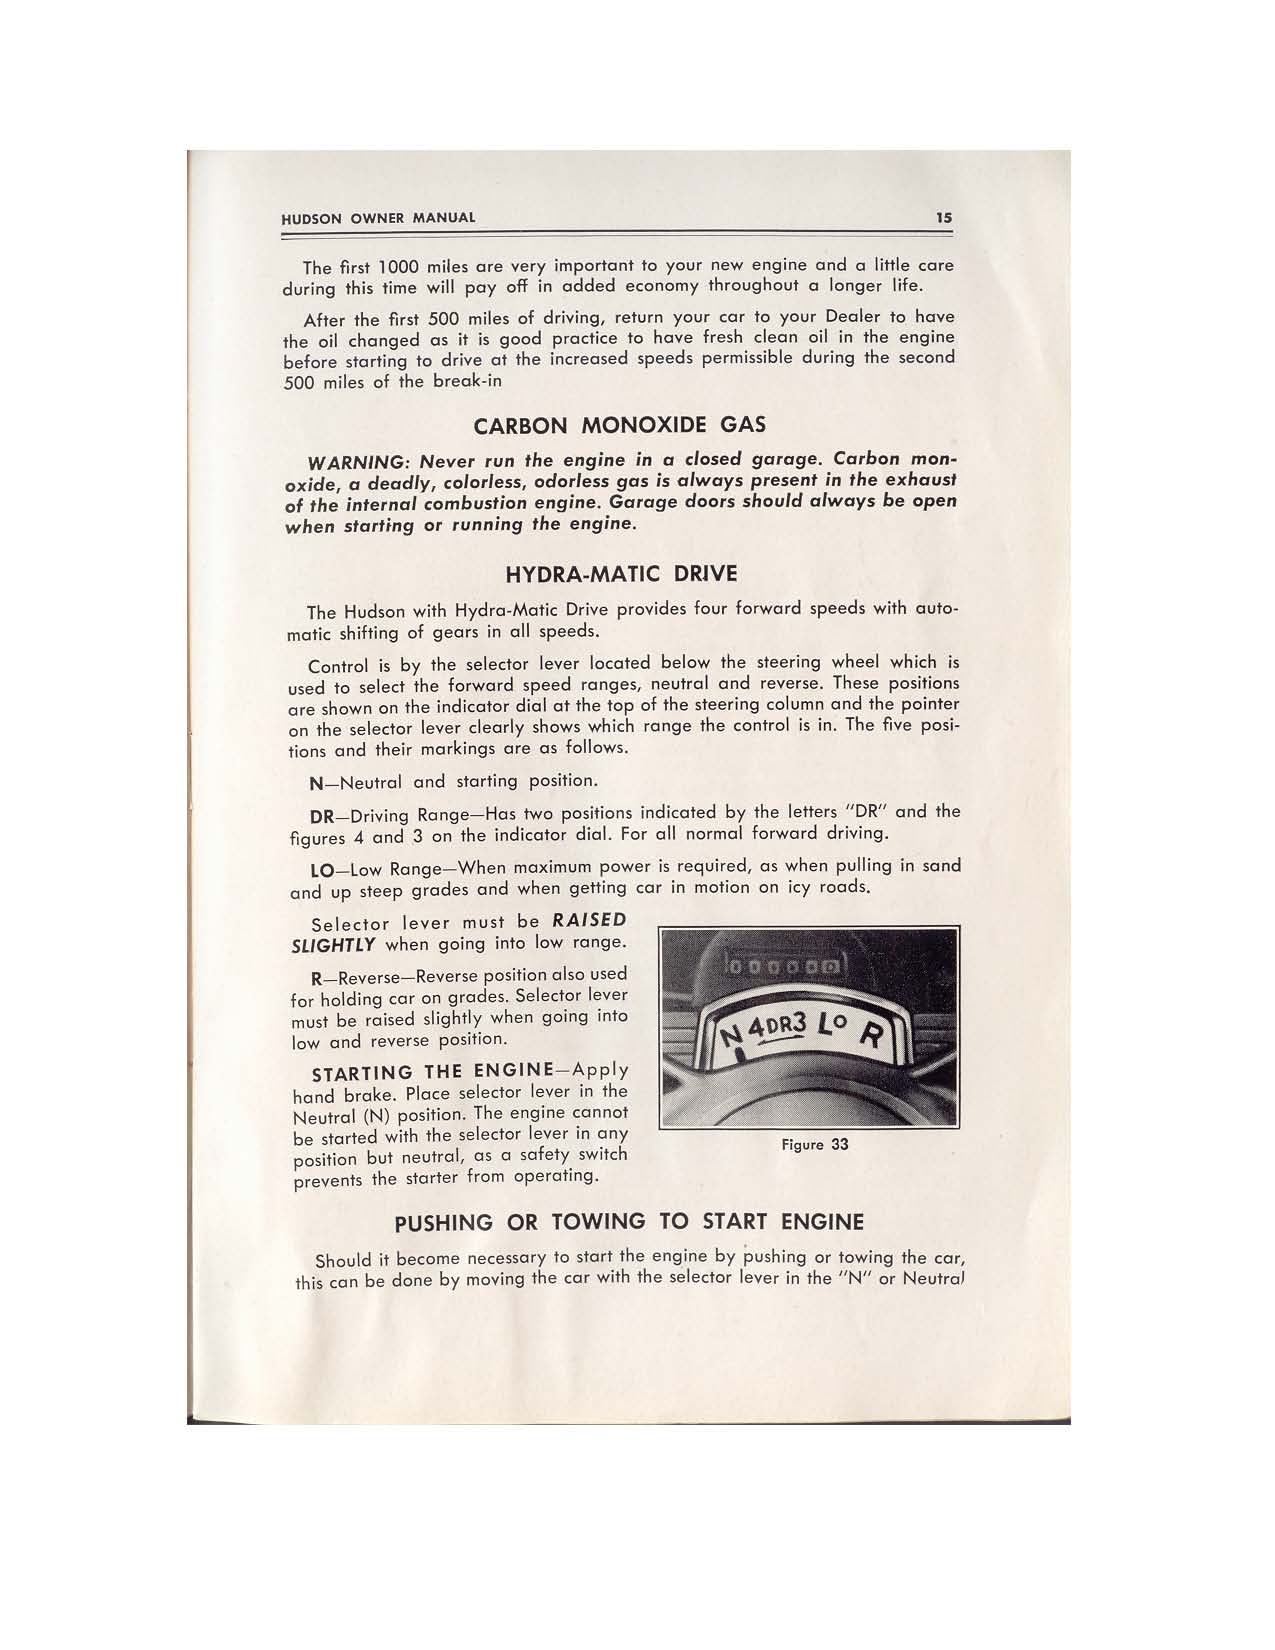 HUDSON OWNER MANUAL 15
The first 1000 miles are very important to your new engine and a little care
during this time will pay off in added economy throughout a longer life.
After the first 500 miles of driving, return your car to your Dealer to have
the oil changed as it is good practice to have fresh clean oil in the engine
before starting to drive at the increased speeds permissible during the second
500 miles of the break-in
CARBON MONOXIDE GAS
WARNING: Never run the engine in a closed garage. Carbon mon-
oxide, a deadly, colorless, odorless gas is always present in the exhaust
of the internal combustion engine. Garage doors should always be open
when starting or running the engine.
HYDRA-MATIC DRIVE
The Hudson with Hydra-Matic Drive provides four forward speeds with auto-
matic shifting of gears in all speeds.
Control is by the selector lever located below the steering wheel which is
used to select the forward speed ranges, neutral and reverse. These positions
are shown on the indicator dial at the top of the steering column and the pointer
on the selector lever clearly shows which range the control is in. The five posi-
tions and their markings are as follows.
N—Neutral and starting position.
DR—Driving Range—Has two positions indicated by the letters "DR" and the
figures 4 and 3 on the indicator dial. For all normal forward driving.
LO—Low Range—When maximum power is required, as when pulling in sand
and up steep grades and when getting car in motion on icy roads.
Selector lever must be RAISED
SLIGHTLY when going into low range.
R—Reverse—Reverse position also used
for holding car on grades. Selector lever
must be raised slightly when going into
low and reverse position.
STARTING THE ENGINE—Apply
hand brake. Place selector lever in the
Neutral (N) position. The engine cannot
be started with the selector lever in any
position but neutral, as a safety switch
prevents the starter from operating.
000000
N 4DR3 Lo R
Figure 33
PUSHING OR TOWING TO START ENGINE
Should it become necessary to start the engine by pushing or towing the car,
this can be done by moving the car with the selector lever in the "N" or Neutral